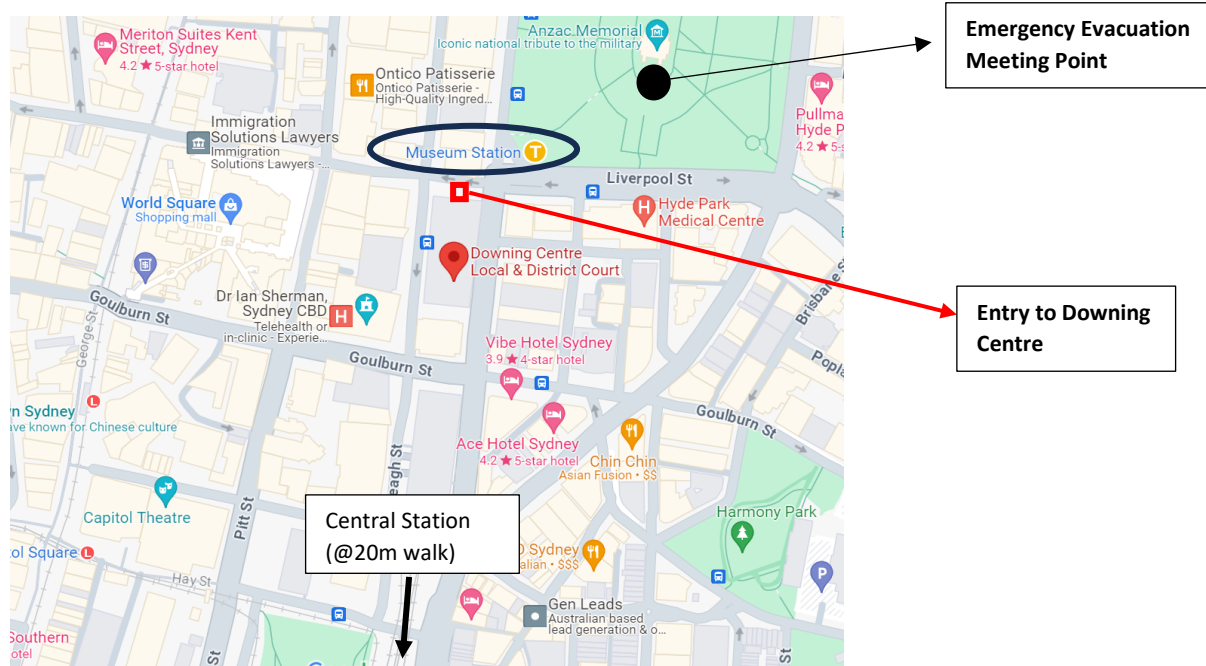 Meriton Suites Kent
Street, Sydney
4.2 ★ 5-star hotel
Anzac Memorial
Iconic national tribute to the military
Emergency Evacuation
Meeting Point
Ontico Patisserie
Ontico Patisserie -
High-Quality Ingred...
Pullma
Hyde P
4.2 ★ 5-s
Immigration
Solutions Lawyers
Immigration
Solutions Lawyers -...
Museum Station T
Liverpool St
World Square
Shopping mall
H Hyde Park
Medical Centre
Downing Centre
Local & District Court
Brisbane S
Goulburn St
George St
Dr Ian Sherman,
Sydney CBD
Telehealth or
in-clinic - Experie...
H
Entry to Downing
Centre
Vibe Hotel Sydney
3.9 ★ 4-star hotel
Goulburn St
Popla
n Sydney L
ave known for Chinese culture
Goulburn St
Ace Hotel Sydney
4.2 ★ 5-star hotel
Chin Chin
Asian Fusion • $$
eagh St
Capitol Theatre
Pitt St
Central Station
(@20m walk)
Harmony Park
O Sydney
alian • $$$
ol Square L
Hay St
P
Gen Leads
Australian based
lead generation & o...
Southern
otel
St
St